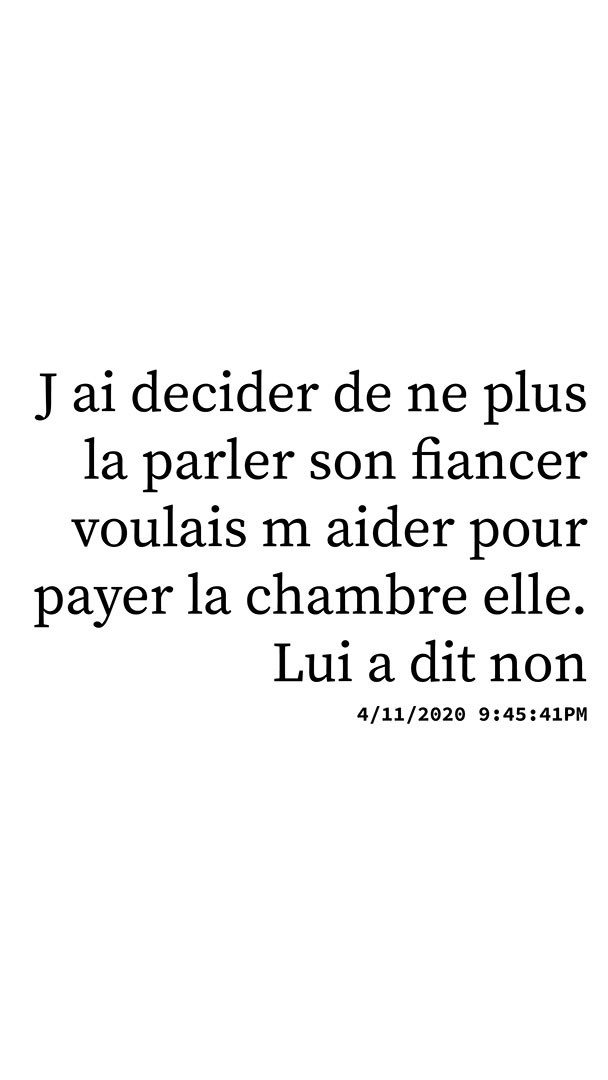 J ai decider de ne plus
la parler son fiancer
voulais m aider pour
payer la chambre elle.
Lui a dit non
4/11/2020 9:45:41PM